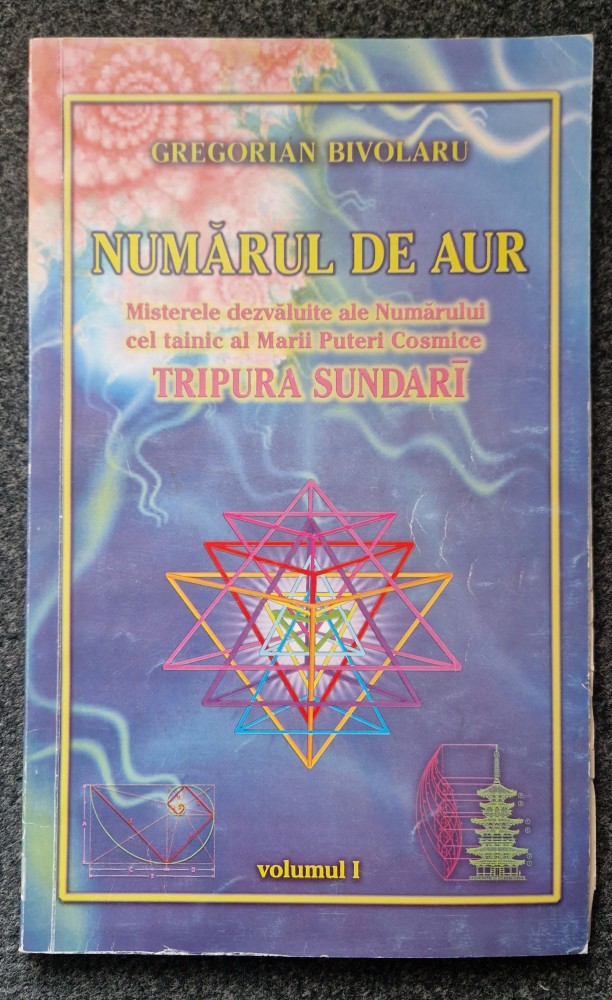 GREGORIAN BIVOLARU
NUMĂRUL DE AUR
Misterele dezvăluite ale Numărului
cel tainic al Marii Puteri Cosmice
TRIPURA SUNDARĪ
volumul I